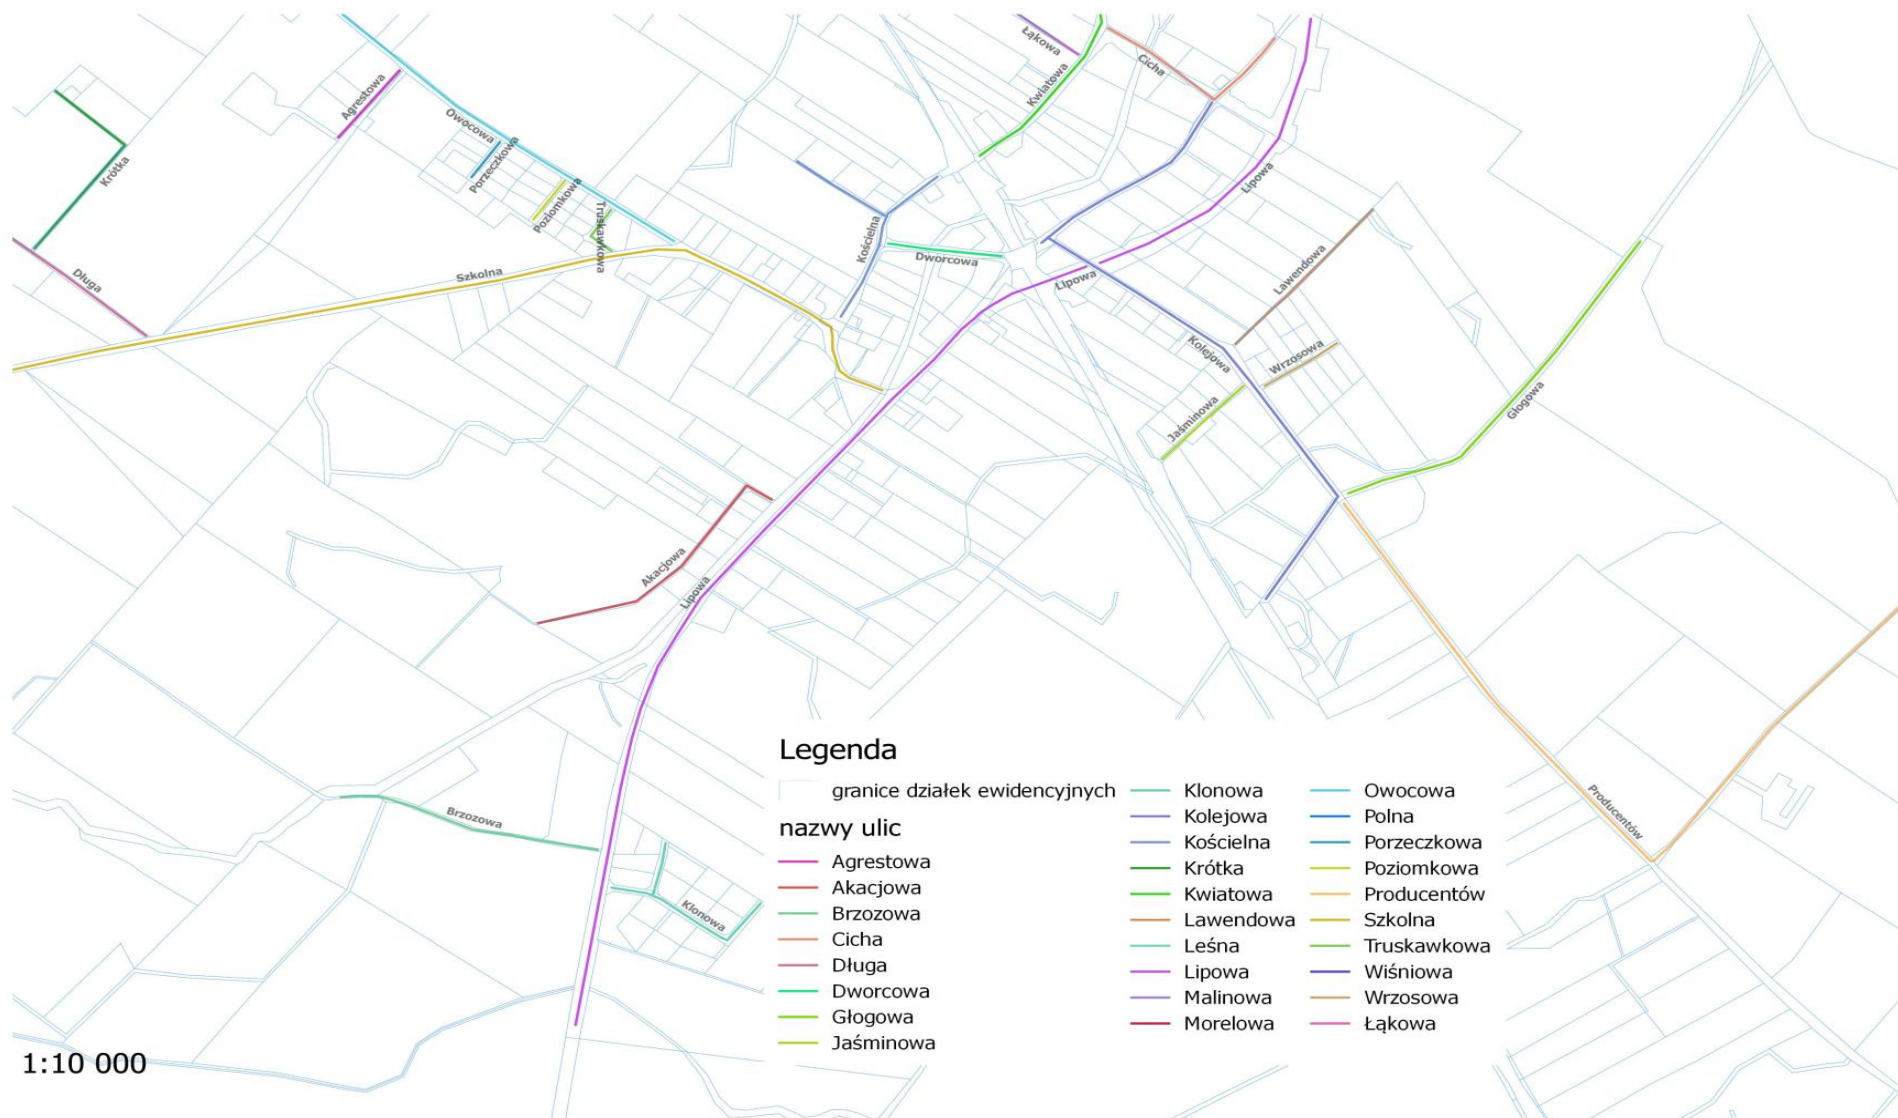 Łąkowa
Cicha
Kwiatowa
Agrestowa
Owocowa
Porzeczkowa
Krótka
Poziomkowa
Truskawkowa
Lipowa
Kościelna
Dworcowa
Długa
Szkolna
Lipowa
Lawendowa
Kolejowa
Wrzosowa
Jaśminowa
Głogowa
Akacjowa
Lipowa
Brzozowa
Klonowa
Producentów
Legenda
granice działek ewidencyjnych
nazwy ulic
Agrestowa
Akacjowa
Brzozowa
Cicha
Długa
Dworcowa
Głogowa
Jaśminowa
Klonowa
Kolejowa
Kościelna
Krótka
Kwiatowa
Lawendowa
Leśna
Lipowa
Malinowa
Morelowa
Owocowa
Polna
Porzeczkowa
Poziomkowa
Producentów
Szkolna
Truskawkowa
Wiśniowa
Wrzosowa
Łąkowa
1:10 000